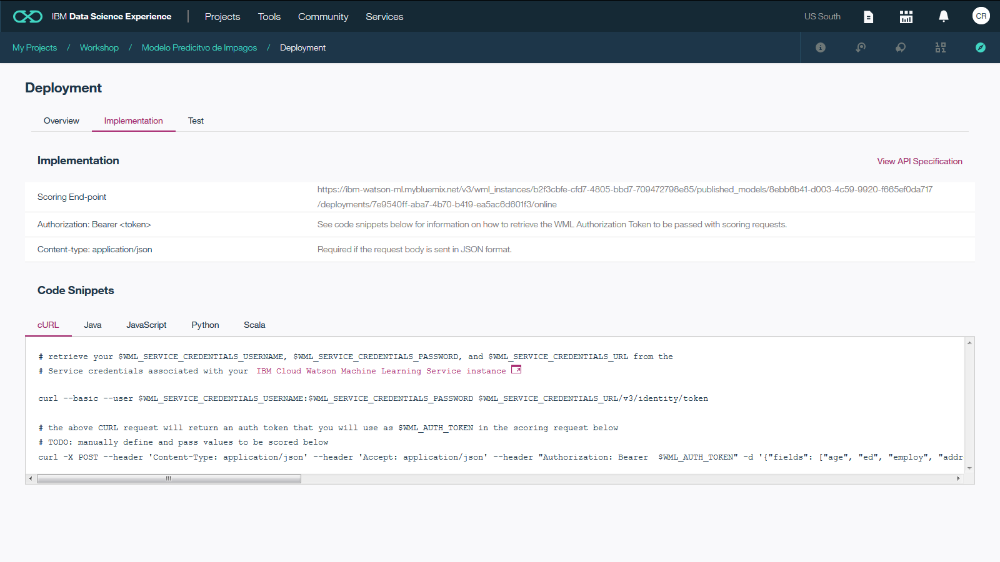 IBM Data Science Experience | Projects Tools Community Services US South CR
My Projects / Workshop / Modelo Predicitvo de Impagos / Deployment
Deployment
Overview Implementation Test
Implementation
View API Specification
Scoring End-point
https://ibm-watson-ml.mybluemix.net/v3/wml_instances/b2f3cbfe-cfd7-4805-bbd7-709472798e85/published_models/8ebb6b41-d003-4c59-9920-f665ef0da717
/deployments/7e9540ff-aba7-4b70-b419-ea5ac6d601f3/online
Authorization: Bearer <token> See code snippets below for information on how to retrieve the WML Authorization Token to be passed with scoring requests.
Content-type: application/json Required if the request body is sent in JSON format.
Code Snippets
cURL Java JavaScript Python Scala
# retrieve your $WML_SERVICE_CREDENTIALS_USERNAME, $WML_SERVICE_CREDENTIALS_PASSWORD, and $WML_SERVICE_CREDENTIALS_URL from the
# Service credentials associated with your IBM Cloud Watson Machine Learning Service instance
curl --basic --user $WML_SERVICE_CREDENTIALS_USERNAME:$WML_SERVICE_CREDENTIALS_PASSWORD $WML_SERVICE_CREDENTIALS_URL/v3/identity/token
# the above CURL request will return an auth token that you will use as $WML_AUTH_TOKEN in the scoring request below
# TODO: manually define and pass values to be scored below
curl -X POST --header 'Content-Type: application/json' --header 'Accept: application/json' --header "Authorization: Bearer  $WML_AUTH_TOKEN" -d '{"fields": ["age", "ed", "employ", "addr